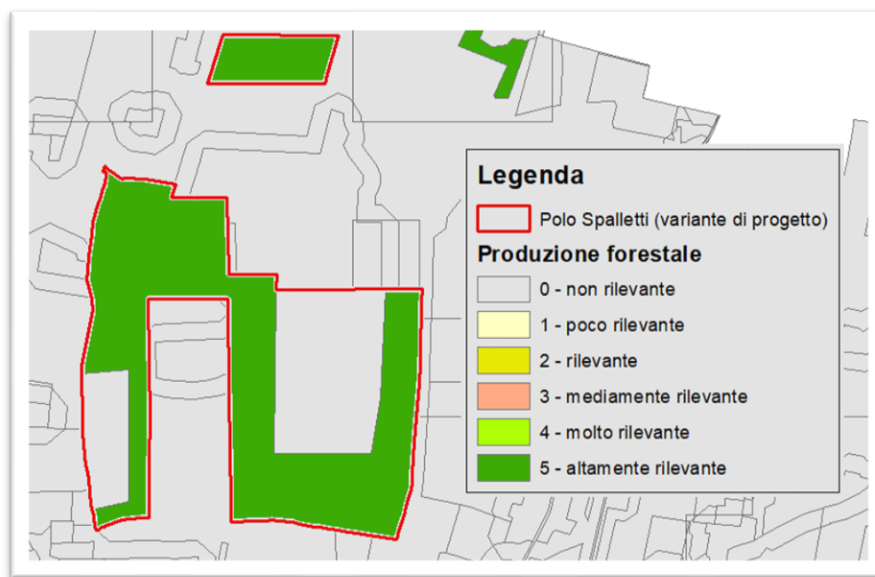 Legenda
Polo Spalletti (variante di progetto)
Produzione forestale
0 - non rilevante
1 - poco rilevante
2 - rilevante
3 - mediamente rilevante
4 - molto rilevante
5 - altamente rilevante